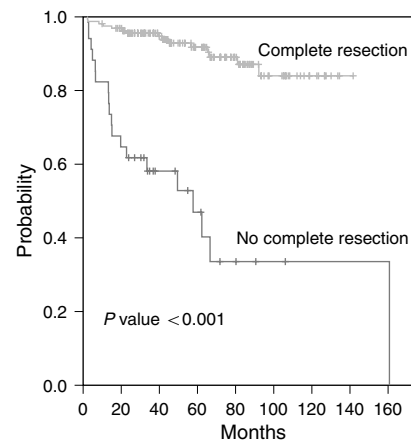 1.0
Complete resection
0.8
0.6
Probability
0.4
No complete resection
0.2
P value <0.001
0.0
0 20 40 60 80 100 120 140 160
Months